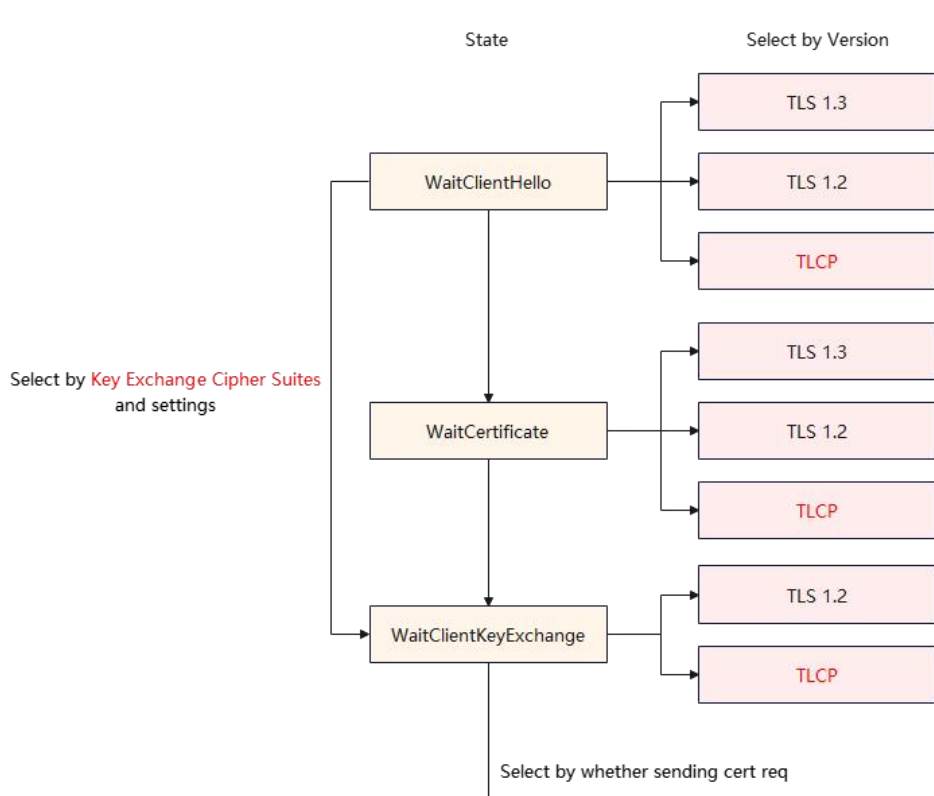 State
Select by Version
TLS 1.3
WaitClientHello
TLS 1.2
TLCP
TLS 1.3
Select by Key Exchange Cipher Suites
and settings
WaitCertificate
TLS 1.2
TLCP
TLS 1.2
WaitClientKeyExchange
TLCP
Select by whether sending cert req